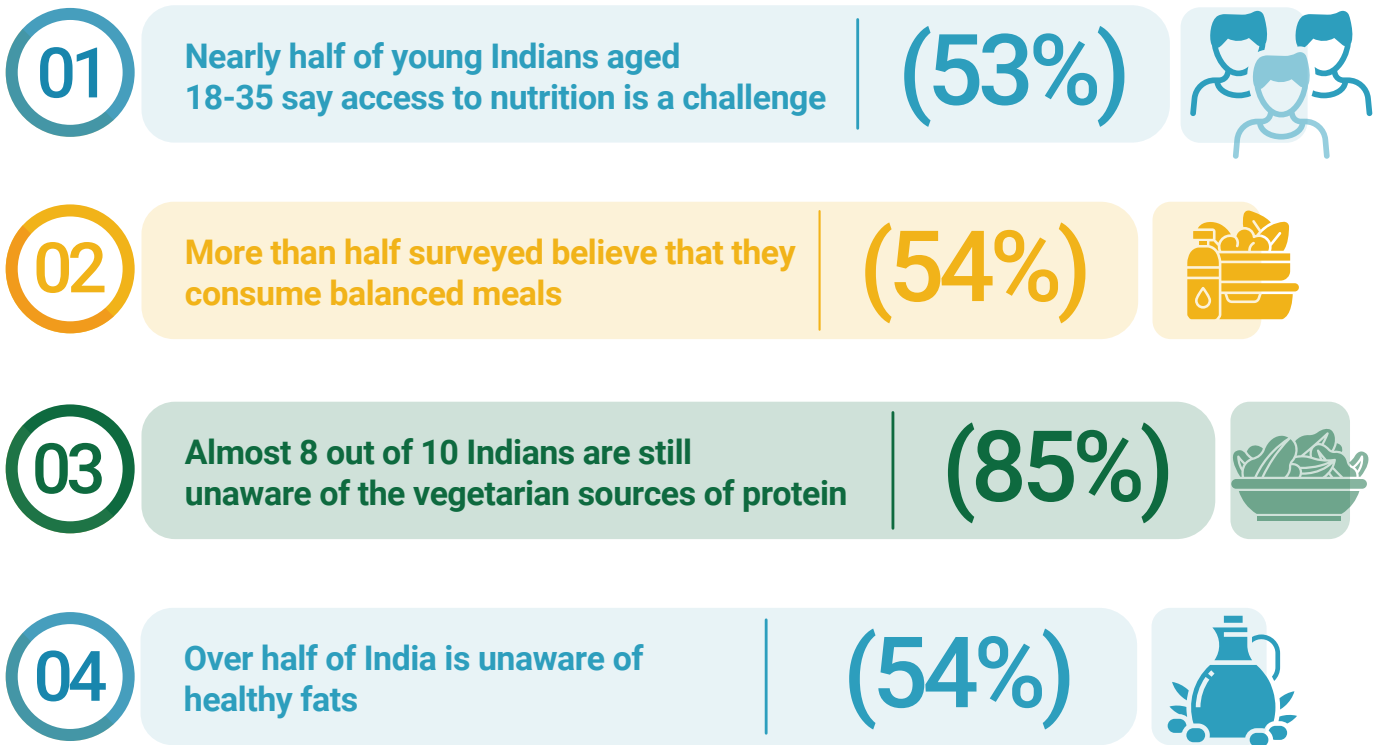 01
Nearly half of young Indians aged
18-35 say access to nutrition is a challenge
(53%)
02
More than half surveyed believe that they
consume balanced meals
(54%)
03
Almost 8 out of 10 Indians are still
unaware of the vegetarian sources of protein
(85%)
04
Over half of India is unaware of
healthy fats
(54%)